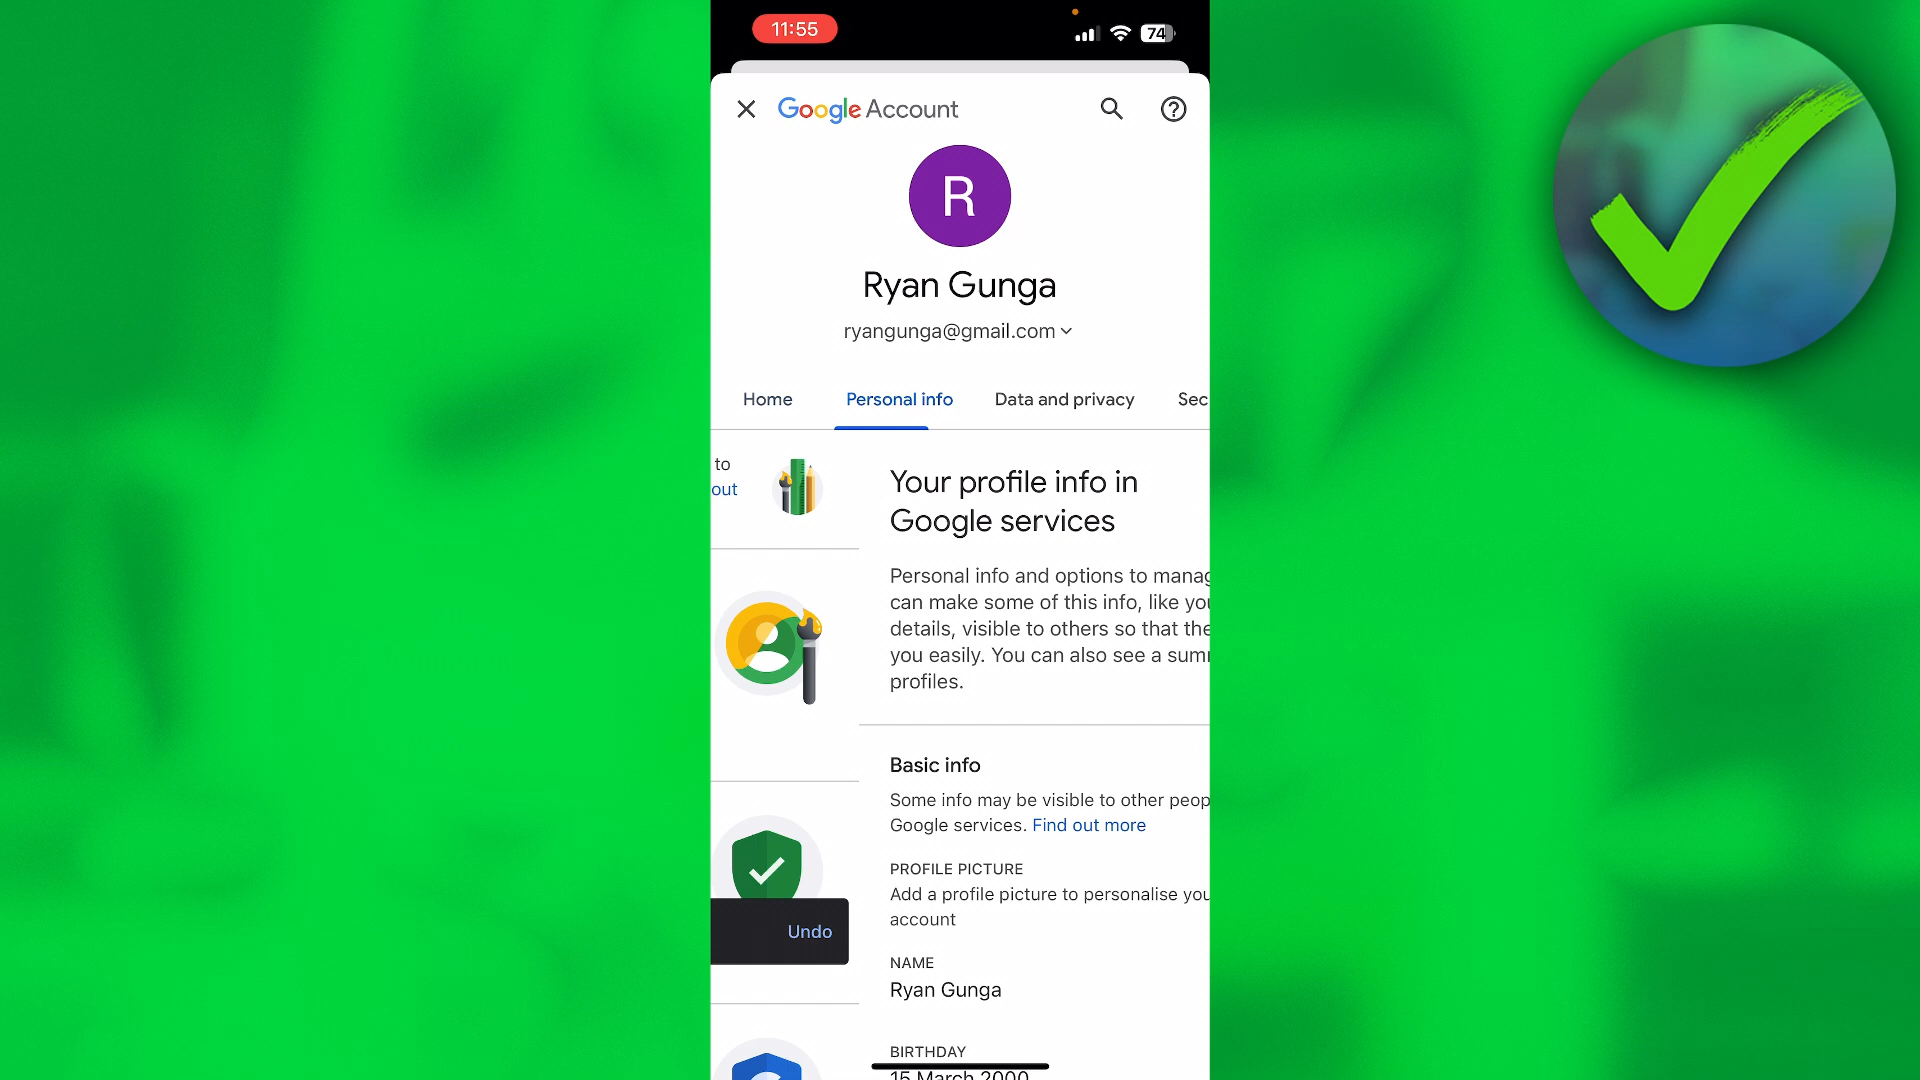 11:55
74
Google Account
R
Ryan Gunga
ryangunga@gmail.com
Home
Personal info
Data and privacy
Sec
to
out
Your profile info in
Google services
Personal info and options to manag
can make some of this info, like you
details, visible to others so that the
you easily. You can also see a sum
profiles.
Basic info
Some info may be visible to other peop
Google services. Find out more
PROFILE PICTURE
Add a profile picture to personalise you
account
Undo
NAME
Ryan Gunga
BIRTHDAY
15 March 2000